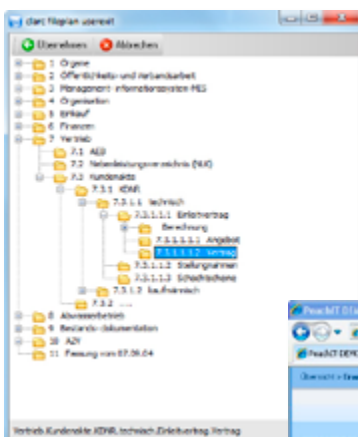 Übernehmen Abbrechen
1 Organe
2 Öffentlichkeits- und Verbandsarbeit
3 Management-Informationssystem MIS
4 Organisation
5 Einkauf
6 Finanzen
7 Vertrieb
7.1 AEB
7.2 Nebenleistungsverzeichnis
7.3 Kundenakte
7.3.1 KDNR
7.3.1.1 technisch
7.3.1.1.1 Einleitvertrag
Berechnung
7.3.1.1.1.1 Angebot
7.3.1.1.1.2 Vertrag
7.3.1.1.2 Stellungnahmen
7.3.1.1.3 Schachtscheine
7.3.1.2 kaufmännisch
7.3.2 ....
8 Abwasserbetrieb
9 Bestands-dokumentation
10 AZV
11 Fassung vom 07.09.04
Übersicht >
Vertrieb.Kundenakte.KDNR.technisch.Einleitvertrag.Vertrag